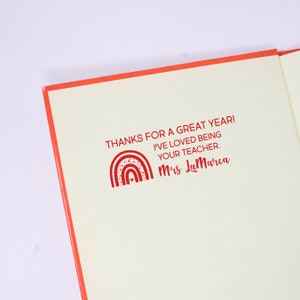 THANKS FOR A GREAT YEAR!
I'VE LOVED BEING
YOUR TEACHER.
Mrs LaMarca